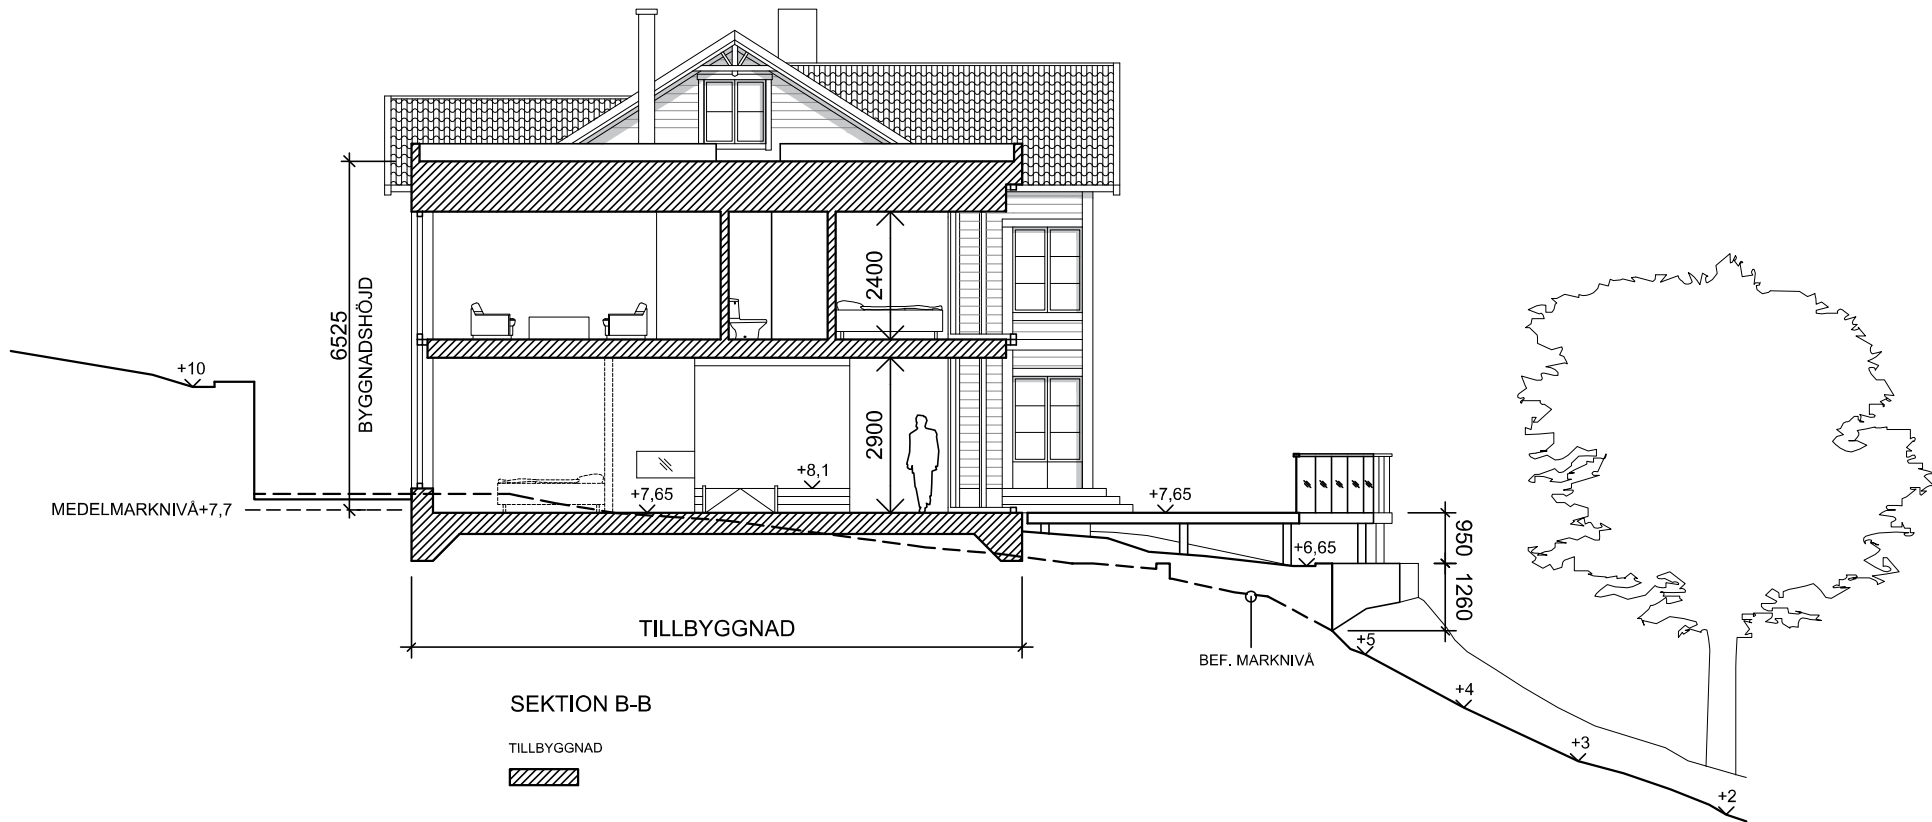 6525
BYGGNADSHÖJD
2400
2900
+10
MEDELMARKNIVÅ+7,7
+8,1
+7,65
+7,65
+6,65
950
1260
TILLBYGGNAD
BEF. MARKNIVÅ
+5
+4
+3
+2
SEKTION B-B
TILLBYGGNAD